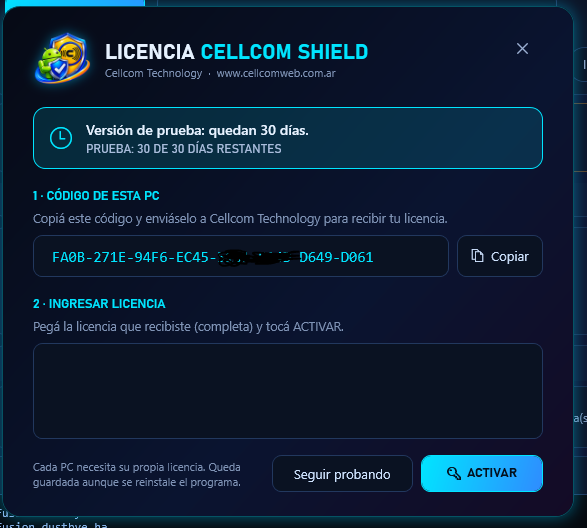 LICENCIA CELLCOM SHIELD
Cellcom Technology · www.cellcomweb.com.ar
Versión de prueba: quedan 30 días.
PRUEBA: 30 DE 30 DÍAS RESTANTES
1 · CÓDIGO DE ESTA PC
Copiá este código y enviáselo a Cellcom Technology para recibir tu licencia.
FA0B-271E-94F6-EC45- D649-D061
Copiar
2 · INGRESAR LICENCIA
Pegá la licencia que recibiste (completa) y tocá ACTIVAR.
Cada PC necesita su propia licencia. Queda
guardada aunque se reinstale el programa.
Seguir probando
ACTIVAR